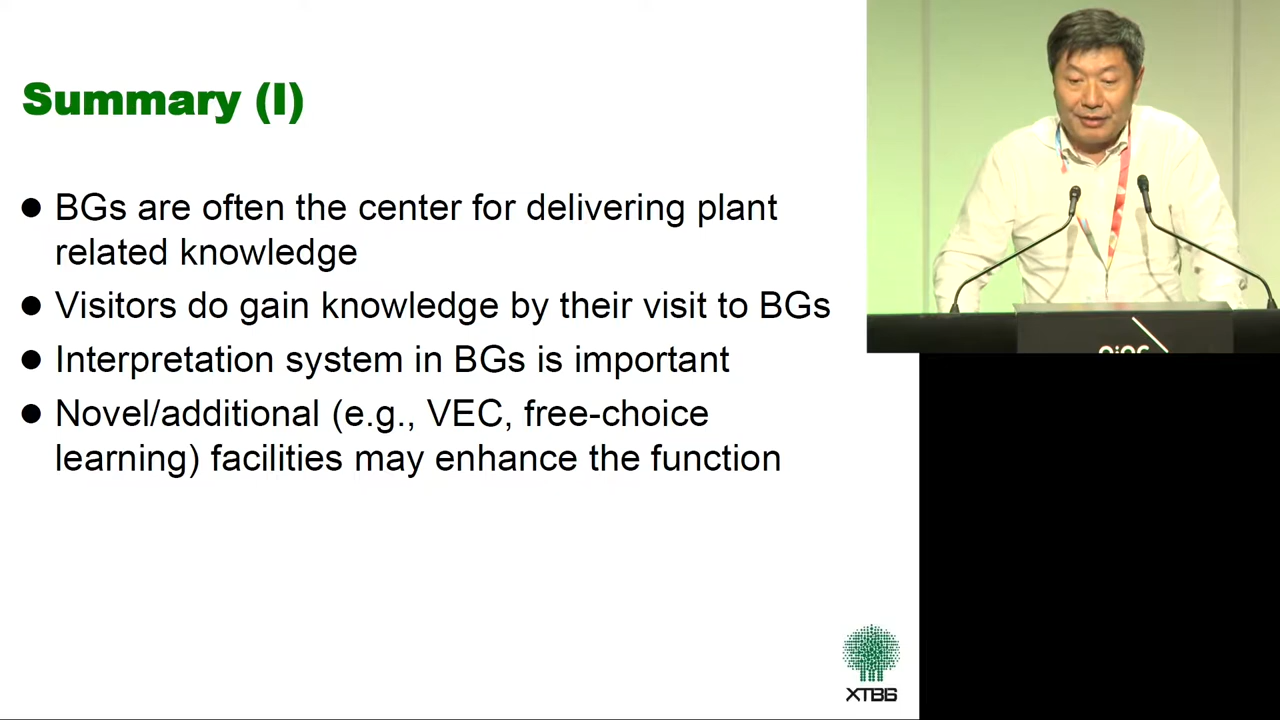 Summary (I)
● BGs are often the center for delivering plant
related knowledge
● Visitors do gain knowledge by their visit to BGs
● Interpretation system in BGs is important
● Novel/additional (e.g., VEC, free-choice
learning) facilities may enhance the function
XTBG